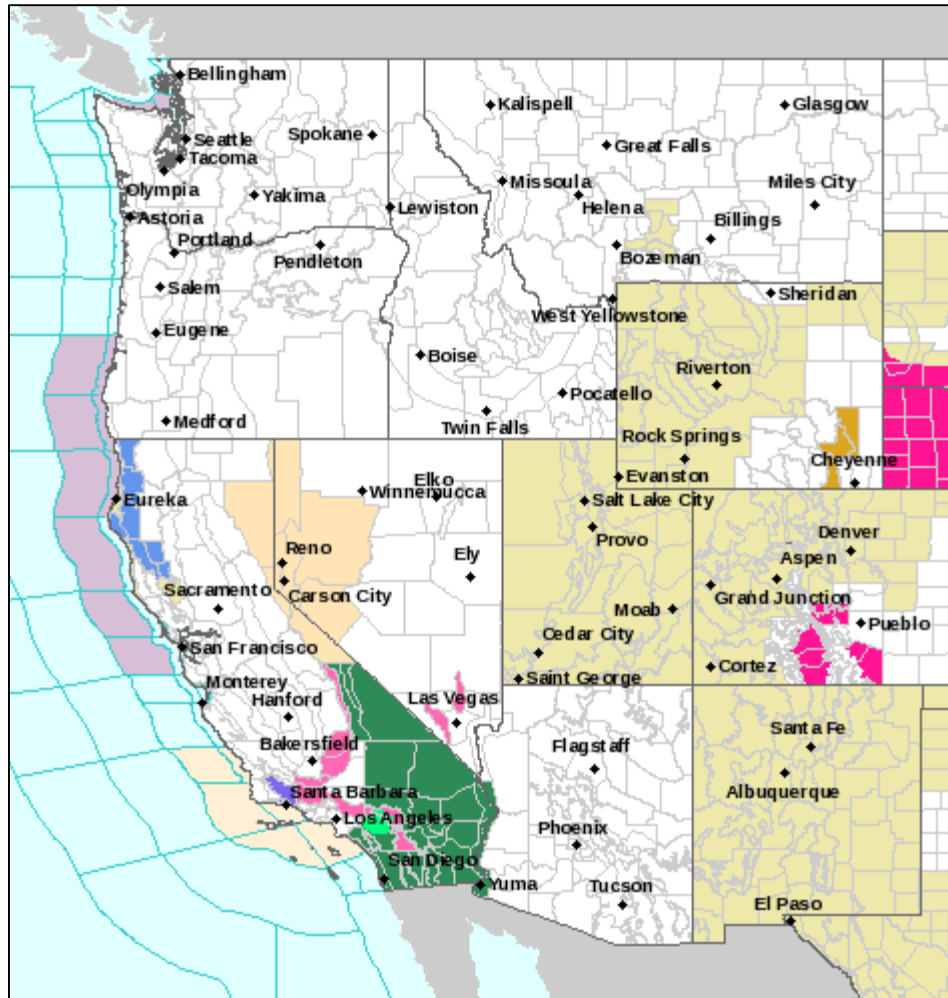 Bellingham
Kalispell
Glasgow
Seattle
Spokane
Great Falls
Tacoma
Olympia
Missoula
Miles City
Yakima
Lewiston
Helena
Billings
Astoria
Portland
Pendleton
Bozeman
Salem
Sheridan
West Yellowstone
Eugene
Boise
Riverton
Pocatello
Medford
Twin Falls
Rock Springs
Cheyenne
Elko
Evanston
Eureka
Winnemucca
Salt Lake City
Provo
Denver
Reno
Ely
Aspen
Sacramento
Carson City
Grand Junction
Moab
Pueblo
San Francisco
Cedar City
Cortez
Monterey
Saint George
Hanford
Las Vegas
Bakersfield
Flagstaff
Santa Fe
Santa Barbara
Albuquerque
Los Angeles
Phoenix
San Diego
Yuma
Tucson
El Paso